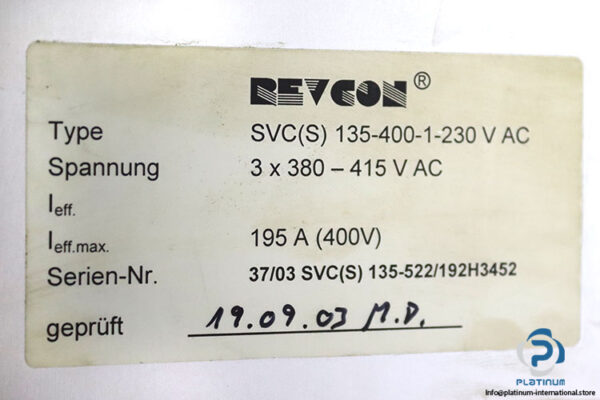 REVCON®
Type SVC(S) 135-400-1-230 V AC
Spannung 3 x 380 – 415 V AC
Ieff.
Ieff.max. 195 A (400V)
Serien-Nr. 37/03 SVC(S) 135-522/192H3452
geprüft 19.09.03 M.D.
PLATINUM
info@platinum-international.store